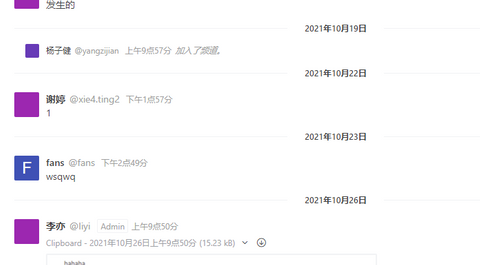 发生的
2021年10月19日
杨子健 @yangzijian 上午9点57分 加入了频道。
2021年10月22日
谢婷 @xie4.ting2 下午1点57分
1
2021年10月23日
F
fans @fans 下午2点49分
wsqwq
2021年10月26日
李亦 @liyi Admin 上午9点50分
Clipboard - 2021年10月26日上午9点50分 (15.23 kB)
hahaha